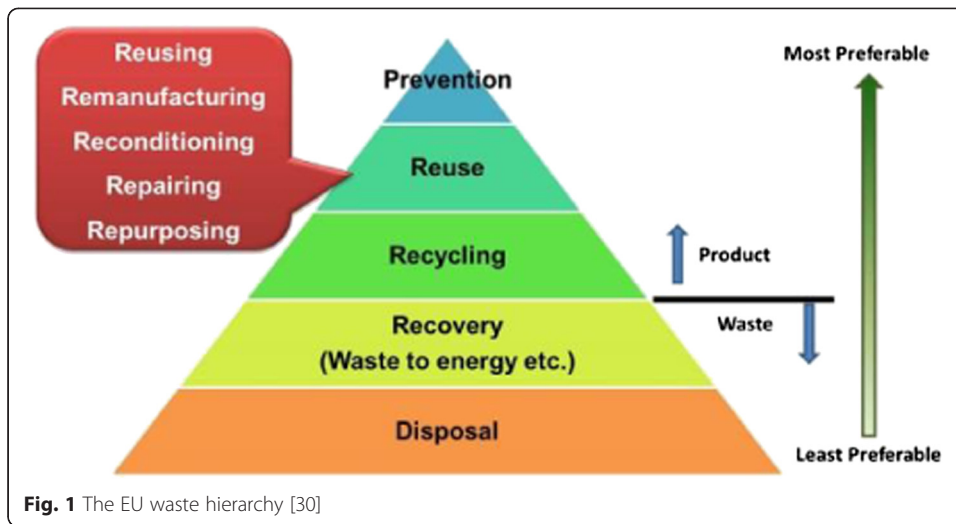 Reusing
Remanufacturing
Reconditioning
Repairing
Repurposing
Prevention
Reuse
Recycling
Recovery
(Waste to energy etc.)
Disposal
Most Preferable
Product
Waste
Least Preferable
Fig. 1 The EU waste hierarchy [30]